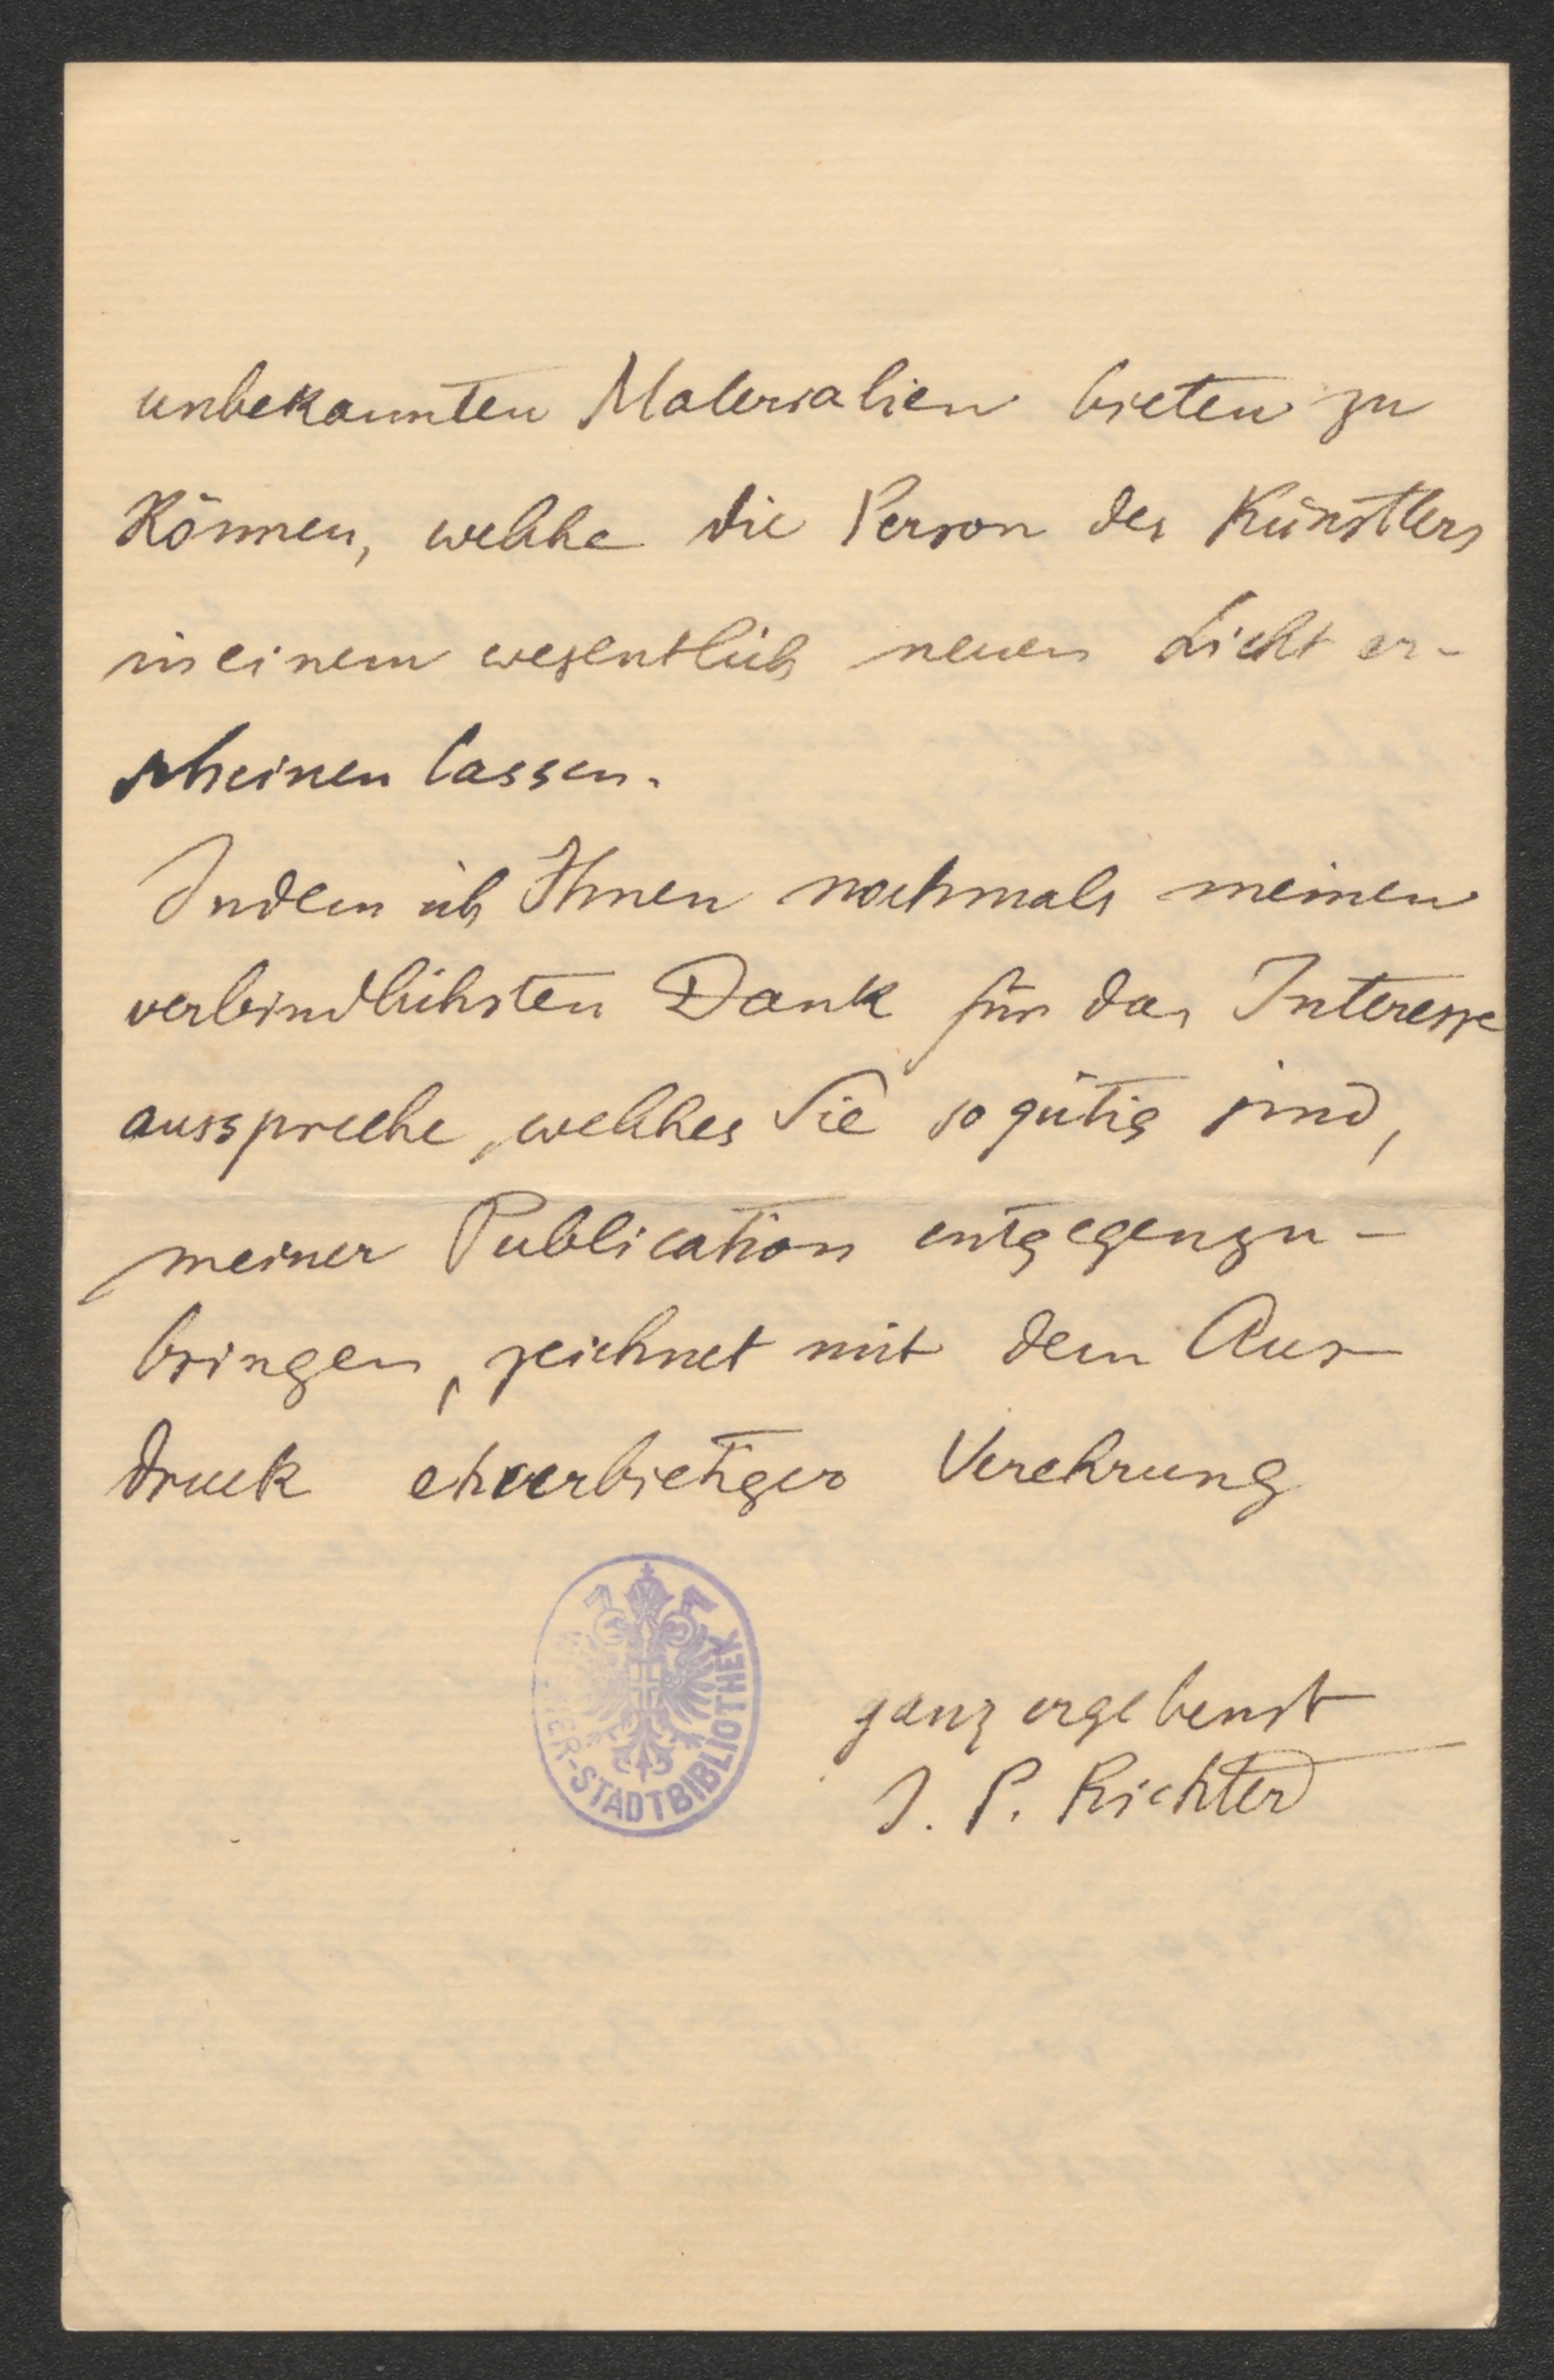 unbekannten Materialien bieten zu
können, welche die Person des Künstlers
in einem wesentlich neuen Licht er-
scheinen lassen.
Indem ich Ihnen nochmals meinen
verbindlichsten Dank für das Interesse
ausspreche, welches Sie so gütig sind,
meiner Publication entgegenzu-
bringen, zeichnet mit dem Aus-
druck ehrerbietiger Verehrung
ganz ergebenst
J. P. Richter
STADTBIBLIOTHEK